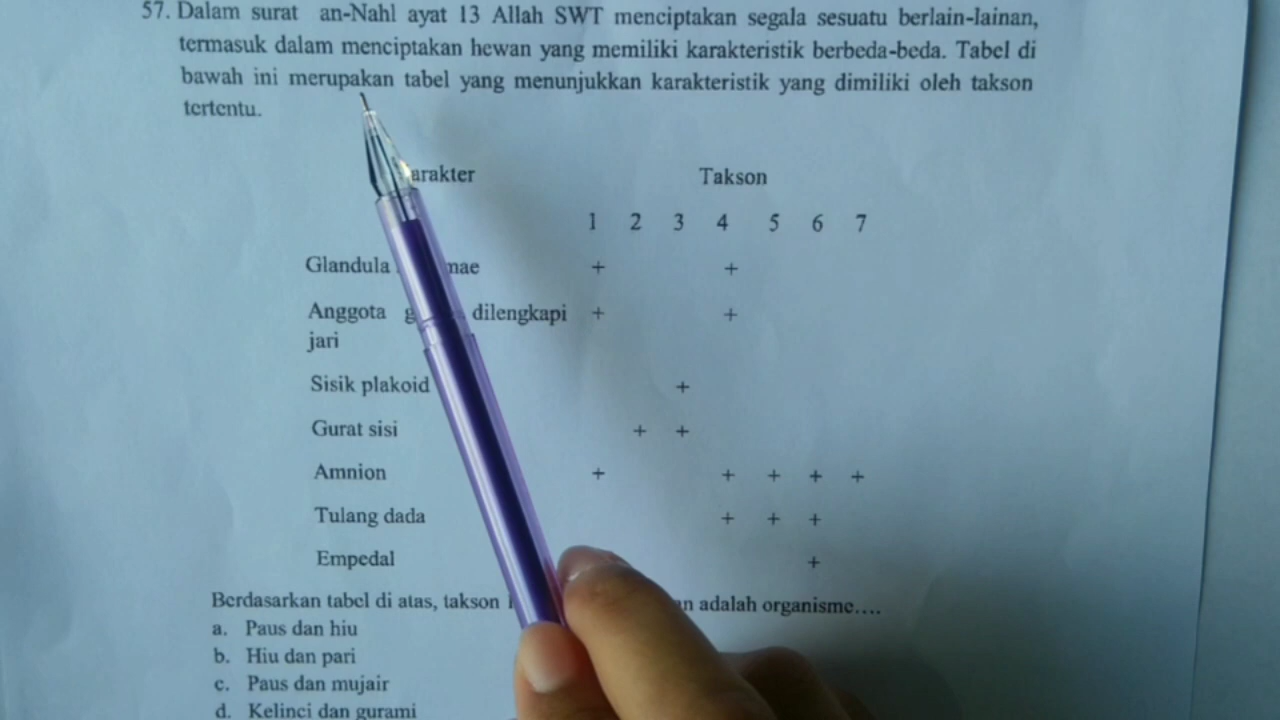 57. Dalam surat an-Nahl ayat 13 Allah SWT menciptakan segala sesuatu berlain-lainan,
termasuk dalam menciptakan hewan yang memiliki karakteristik berbeda-beda. Tabel di
bawah ini merupakan tabel yang menunjukkan karakteristik yang dimiliki oleh takson
tertentu.
arakter Takson
1 2 3 4 5 6 7
Glandula mae + +
Anggota g dilengkapi + +
jari
Sisik plakoid +
Gurat sisi + +
Amnion + + + + +
Tulang dada + + +
Empedal +
Berdasarkan tabel di atas, takson n adalah organisme....
a. Paus dan hiu
b. Hiu dan pari
c. Paus dan mujair
d. Kelinci dan gurami